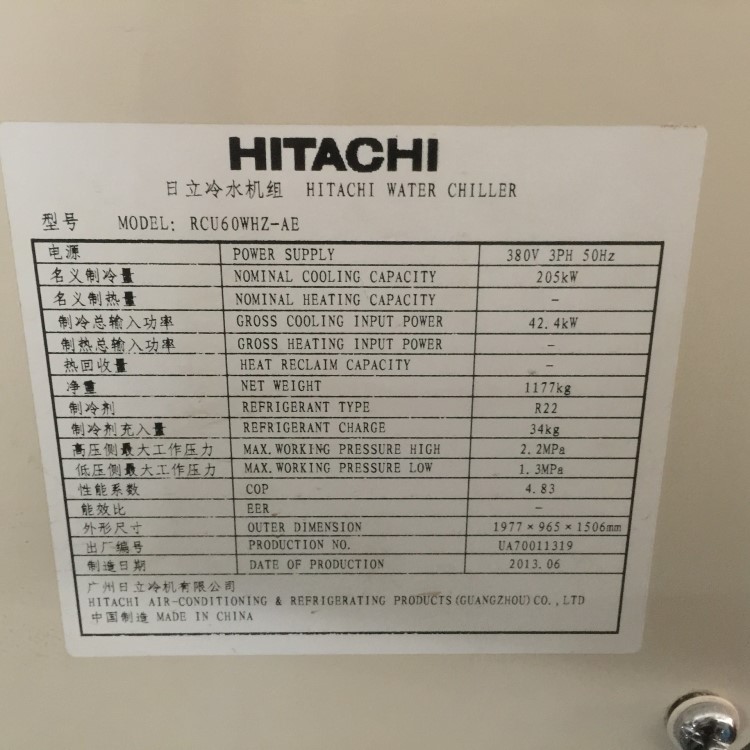 HITACHI
日立冷水机组 HITACHI WATER CHILLER
型号 MODEL: RCU60WHZ-AE
电源 POWER SUPPLY 380V 3PH 50Hz
名义制冷量 NOMINAL COOLING CAPACITY 205kW
名义制热量 NOMINAL HEATING CAPACITY -
制冷总输入功率 GROSS COOLING INPUT POWER 42.4kW
制热总输入功率 GROSS HEATING INPUT POWER -
热回收量 HEAT RECLAIM CAPACITY -
净重 NET WEIGHT 1177kg
制冷剂 REFRIGERANT TYPE R22
制冷剂充入量 REFRIGERANT CHARGE 34kg
高压侧最大工作压力 MAX. WORKING PRESSURE HIGH 2.2MPa
低压侧最大工作压力 MAX. WORKING PRESSURE LOW 1.3MPa
性能系数 COP 4.83
能效比 EER -
外形尺寸 OUTER DIMENSION 1977×965×1506mm
出厂编号 PRODUCTION NO. UA70011319
制造日期 DATE OF PRODUCTION 2013.06
广州日立冷机有限公司
HITACHI AIR-CONDITIONING & REFRIGERATING PRODUCTS(GUANGZHOU)CO., LTD
中国制造 MADE IN CHINA